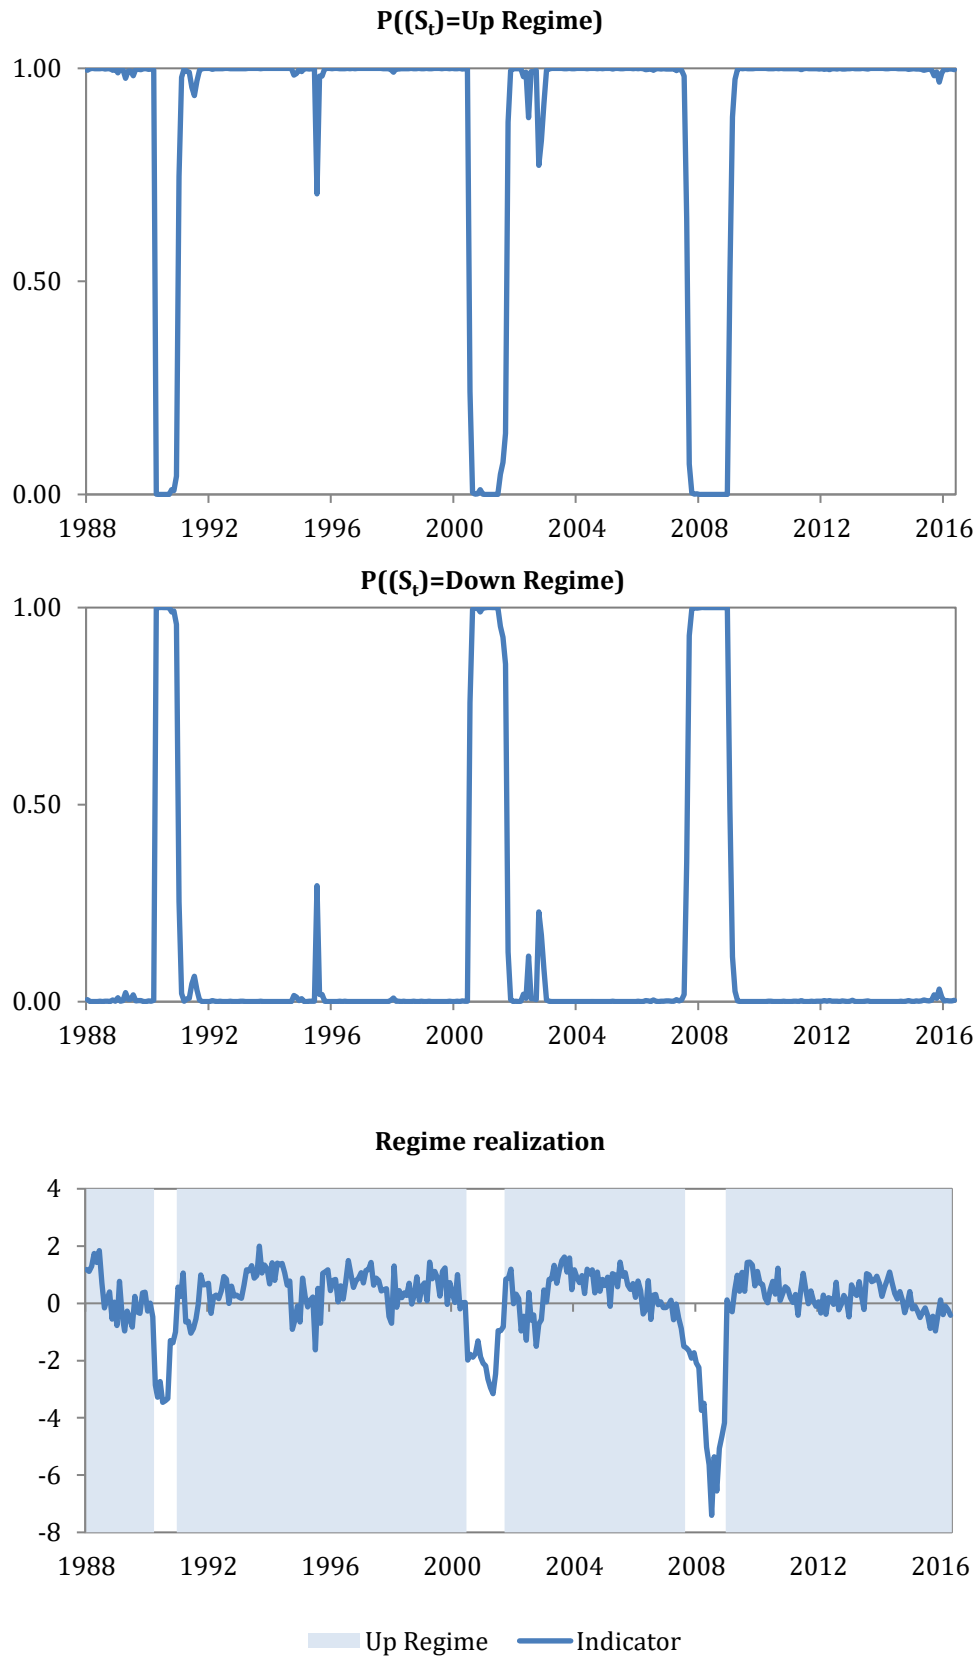 P((Sₜ)=Up Regime)
1.00
0.50
0.00
1988 1992 1996 2000 2004 2008 2012 2016
P((Sₜ)=Down Regime)
1.00
0.50
0.00
1988 1992 1996 2000 2004 2008 2012 2016
Regime realization
4
2
0
-2
-4
-6
-8
1988 1992 1996 2000 2004 2008 2012 2016
Up Regime Indicator